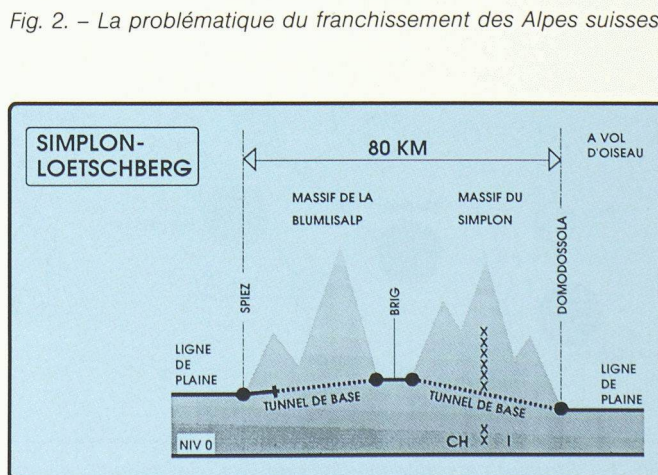 Fig. 2. – La problématique du franchissement des Alpes suisses
SIMPLON-
LOETSCHBERG
80 KM
A VOL
D'OISEAU
MASSIF DE LA
BLUMLISALP
MASSIF DU
SIMPLON
SPIEZ
BRIG
DOMODOSSOLA
LIGNE
DE
PLAINE
TUNNEL DE BASE
TUNNEL DE BASE
LIGNE
DE
PLAINE
NIV 0
CH X I